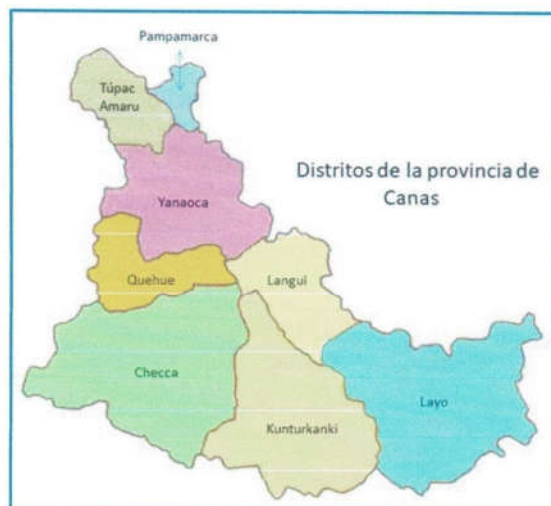 Pampamarca
Túpac
Amaru
Distritos de la provincia de
Canas
Yanaoca
Quehue
Langui
Checca
Layo
Kunturkanki